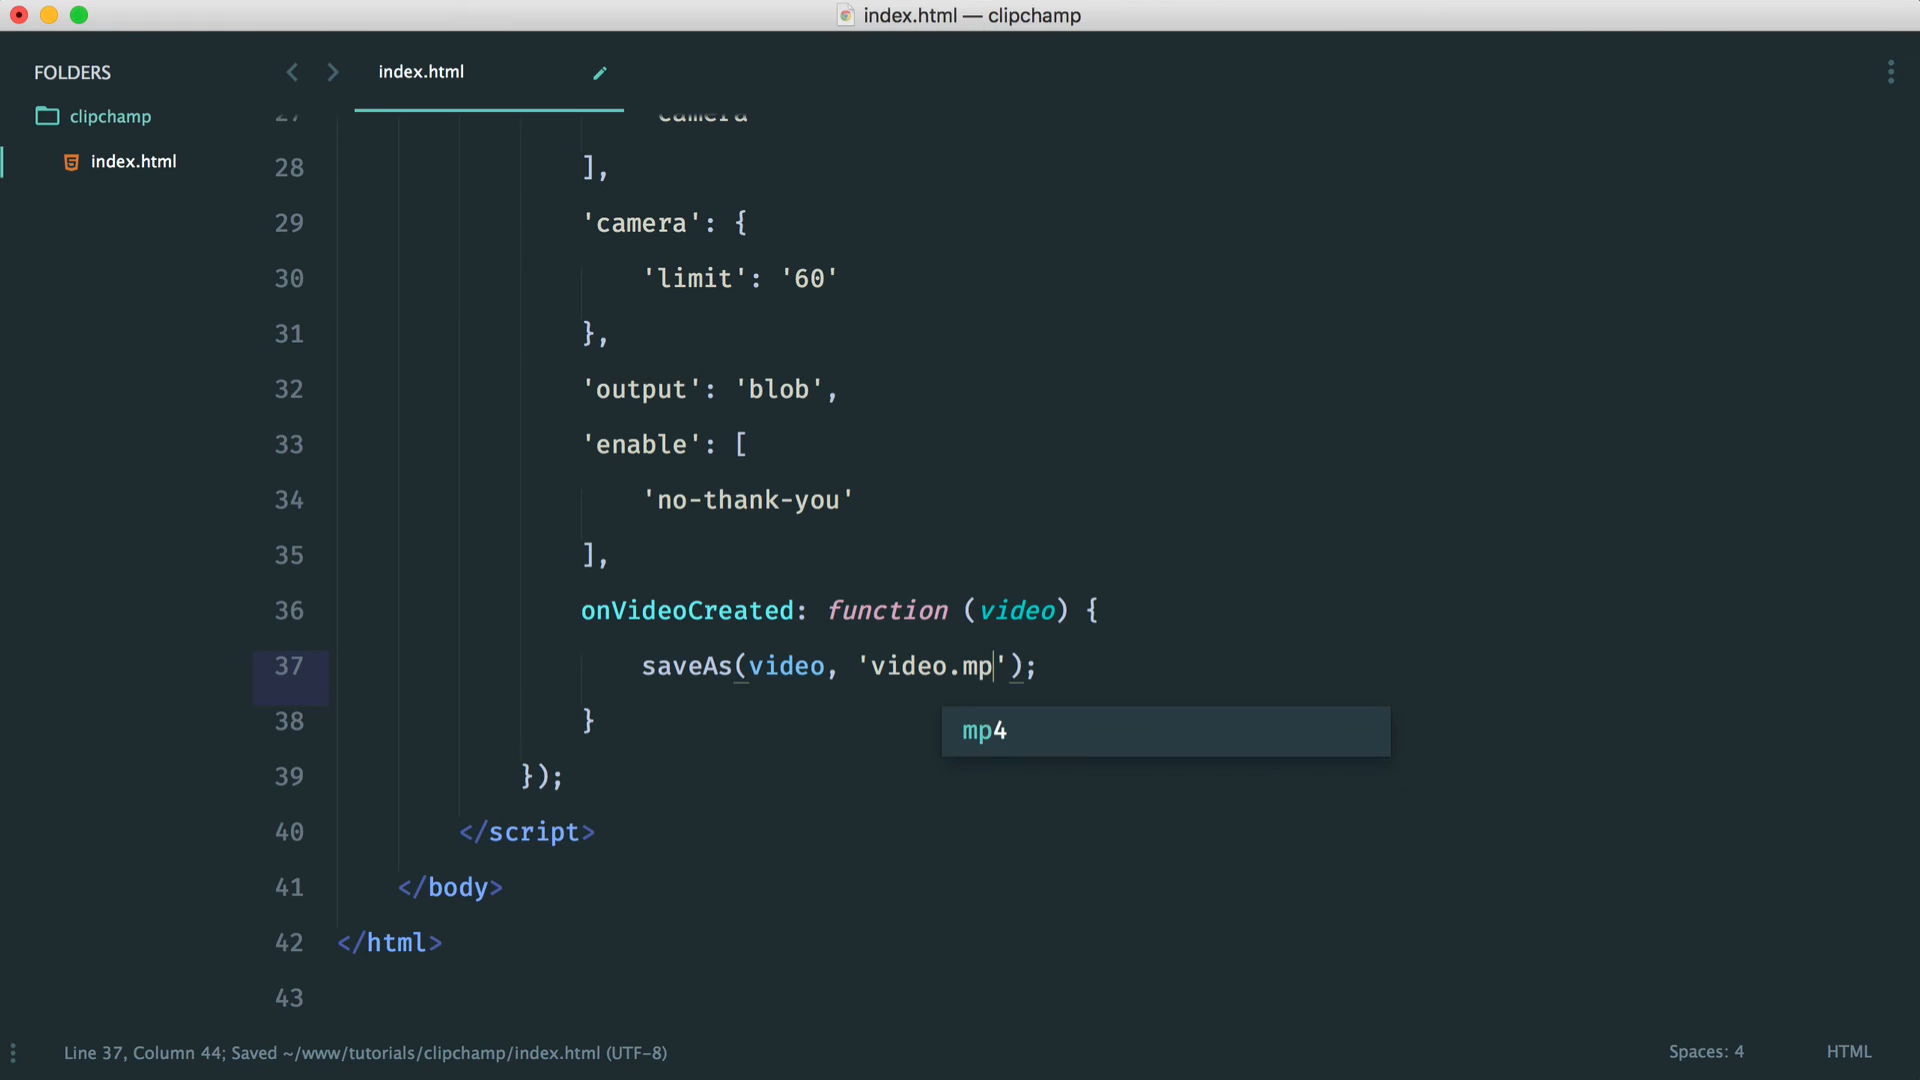 index.html — clipchamp
FOLDERS
index.html
clipchamp
index.html
27 camera
28 ],
29 'camera': {
30 'limit': '60'
31 },
32 'output': 'blob',
33 'enable': [
34 'no-thank-you'
35 ],
36 onVideoCreated: function (video) {
37 saveAs(video, 'video.mp');
mp4
38 }
39 });
40 </script>
41 </body>
42 </html>
43
Line 37, Column 44; Saved ~/www/tutorials/clipchamp/index.html (UTF-8)
Spaces: 4
HTML